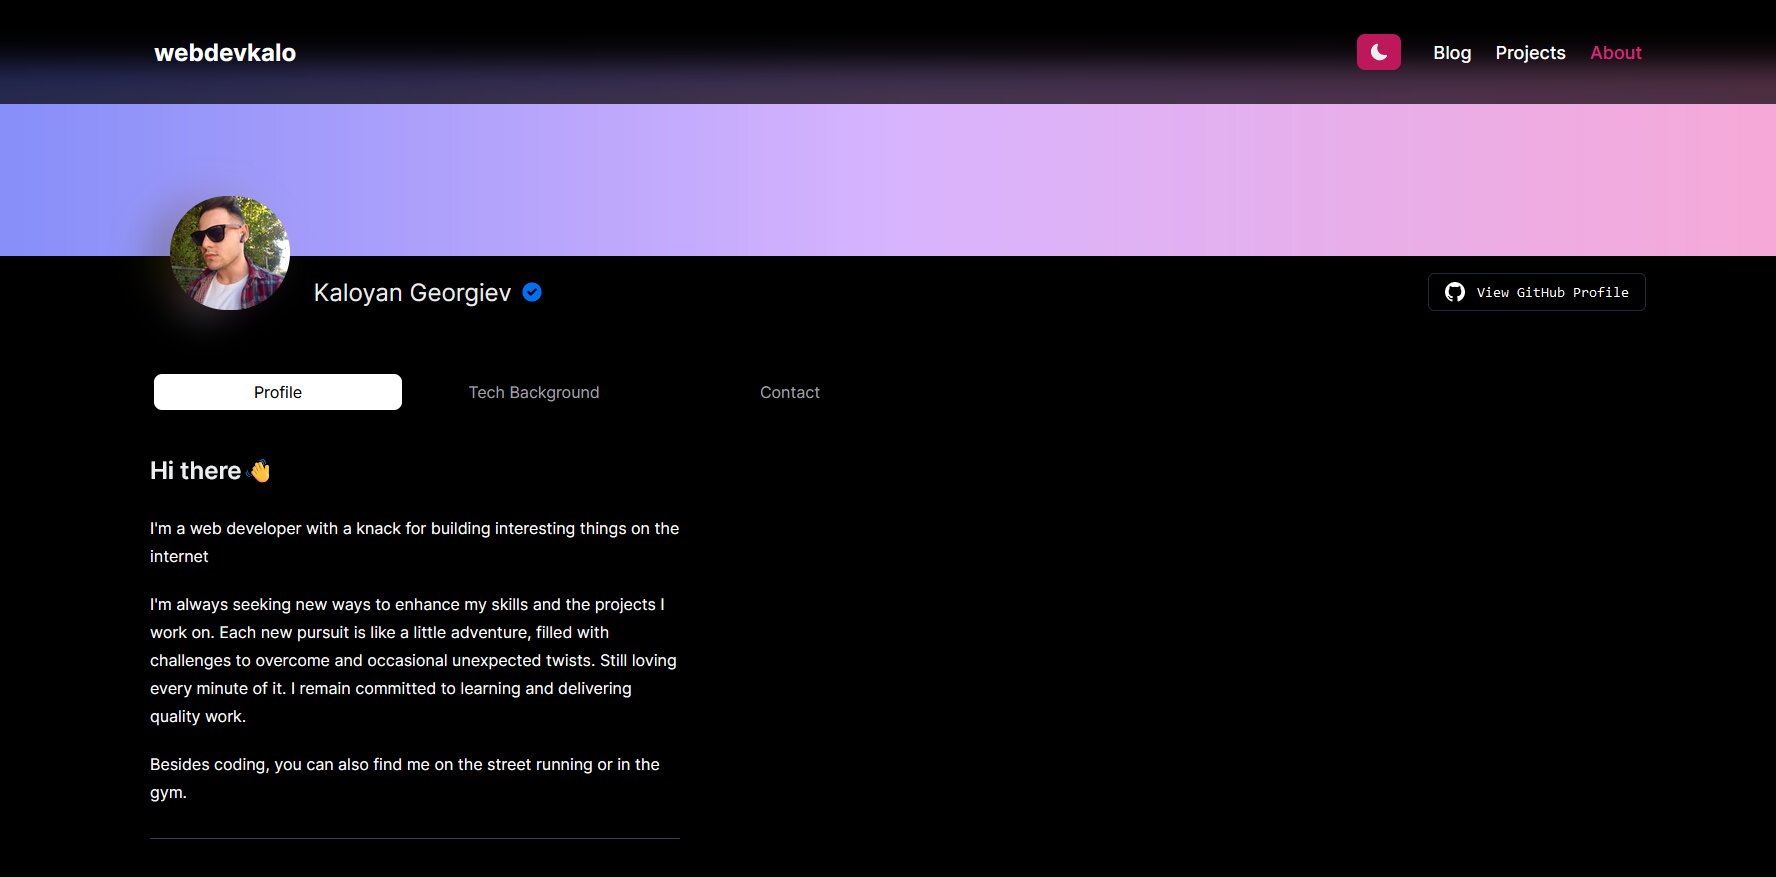 webdevkalo
Blog Projects About
Kaloyan Georgiev
View GitHub Profile
Profile Tech Background Contact
Hi there👋
I'm a web developer with a knack for building interesting things on the
internet
I'm always seeking new ways to enhance my skills and the projects I
work on. Each new pursuit is like a little adventure, filled with
challenges to overcome and occasional unexpected twists. Still loving
every minute of it. I remain committed to learning and delivering
quality work.
Besides coding, you can also find me on the street running or in the
gym.